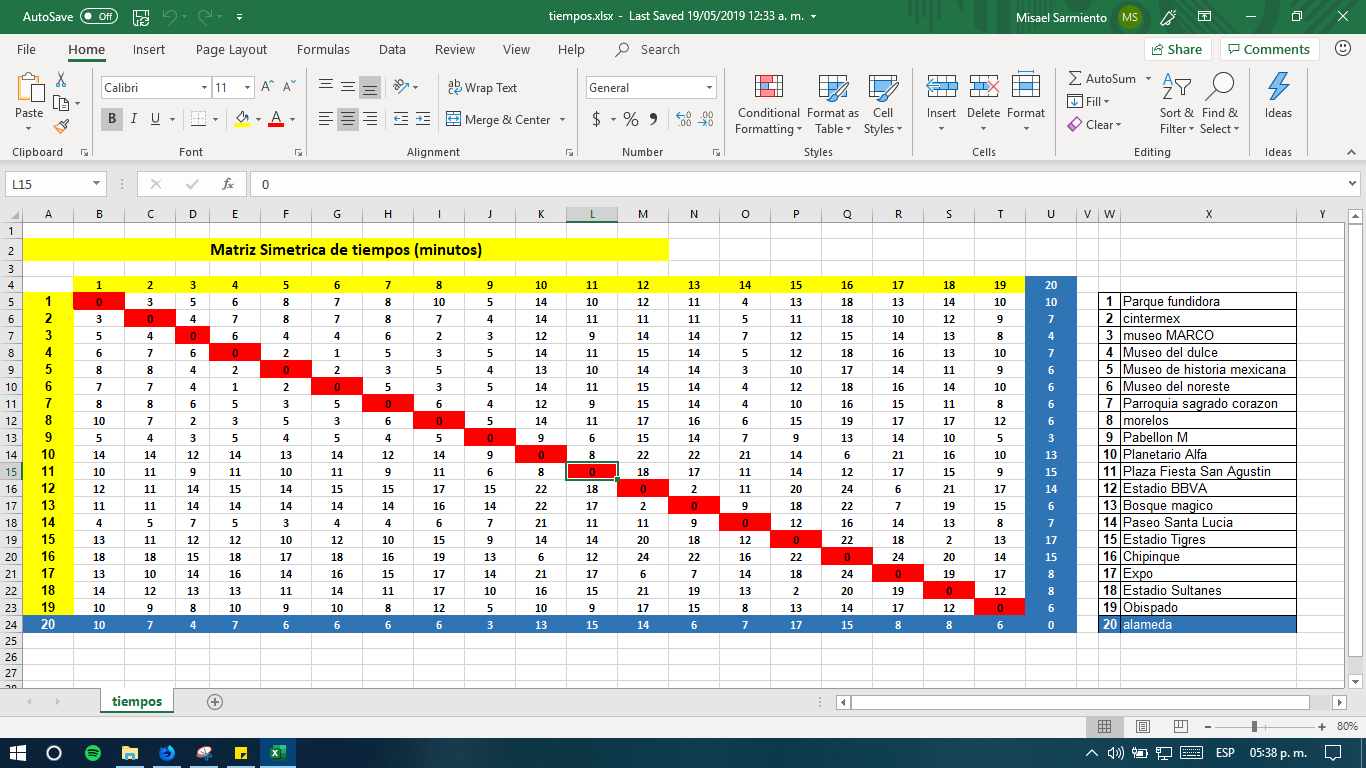 AutoSave Off tiempos.xlsx - Last Saved 19/05/2019 12:33 a. m. Misael Sarmiento MS
File Home Insert Page Layout Formulas Data Review View Help Search Share Comments
Calibri 11 Wrap Text General AutoSum
Paste Conditional Formatting Format as Table Cell Styles Insert Delete Format Fill Sort & Filter Find & Select Ideas
B I U Merge & Center $ % Clear
Clipboard Font Alignment Number Styles Cells Editing Ideas
L15 fx 0
A B C D E F G H I J K L M N O P Q R S T U V W X Y
1
2 Matriz Simetrica de tiempos (minutos)
3
4 1 2 3 4 5 6 7 8 9 10 11 12 13 14 15 16 17 18 19 20
5 1 0 3 5 6 8 7 8 10 5 14 10 12 11 4 13 18 13 14 10 10 1 Parque fundidora
6 2 3 0 4 7 8 7 8 7 4 14 11 11 11 5 11 18 10 12 9 7 2 cintermex
7 3 5 4 0 6 4 4 6 2 3 12 9 14 14 7 12 15 14 13 8 4 3 museo MARCO
8 4 6 7 6 0 2 1 5 3 5 14 11 15 14 5 12 18 16 13 10 7 4 Museo del dulce
9 5 8 8 4 2 0 2 3 5 4 13 10 14 14 3 10 17 14 11 9 6 5 Museo de historia mexicana
10 6 7 7 4 1 2 0 5 3 5 14 11 15 14 4 12 18 16 14 10 6 6 Museo del noreste
11 7 8 8 6 5 3 5 0 6 4 12 9 15 14 4 10 16 15 11 8 6 7 Parroquia sagrado corazon
12 8 10 7 2 3 5 3 6 0 5 14 11 17 16 6 15 19 17 17 12 6 8 morelos
13 9 5 4 3 5 4 5 4 5 0 9 6 15 14 7 9 13 14 10 5 3 9 Pabellon M
14 10 14 14 12 14 13 14 12 14 9 0 8 22 22 21 14 6 21 16 10 13 10 Planetario Alfa
15 11 10 11 9 11 10 11 9 11 6 8 0 18 17 11 14 12 17 15 9 15 11 Plaza Fiesta San Agustin
16 12 12 11 14 15 14 15 15 17 15 22 18 0 2 11 20 24 6 21 17 14 12 Estadio BBVA
17 13 11 11 14 14 14 14 14 16 14 22 17 2 0 9 18 22 7 19 15 6 13 Bosque magico
18 14 4 5 7 5 3 4 4 6 7 21 11 11 9 0 12 16 14 13 8 7 14 Paseo Santa Lucia
19 15 13 11 12 12 10 12 10 15 9 14 14 20 18 12 0 22 18 2 13 17 15 Estadio Tigres
20 16 18 18 15 18 17 18 16 19 13 6 12 24 22 16 22 0 24 20 14 15 16 Chipinque
21 17 13 10 14 16 14 16 15 17 14 21 17 6 7 14 18 24 0 19 17 8 17 Expo
22 18 14 12 13 13 11 14 11 17 10 16 15 21 19 13 2 20 19 0 12 8 18 Estadio Sultanes
23 19 10 9 8 10 9 10 8 12 5 10 9 17 15 8 13 14 17 12 0 6 19 Obispado
24 20 10 7 4 7 6 6 6 6 3 13 15 14 6 7 17 15 8 8 6 0 20 alameda
25
26
27
28
tiempos
80%
ESP 05:38 p. m.